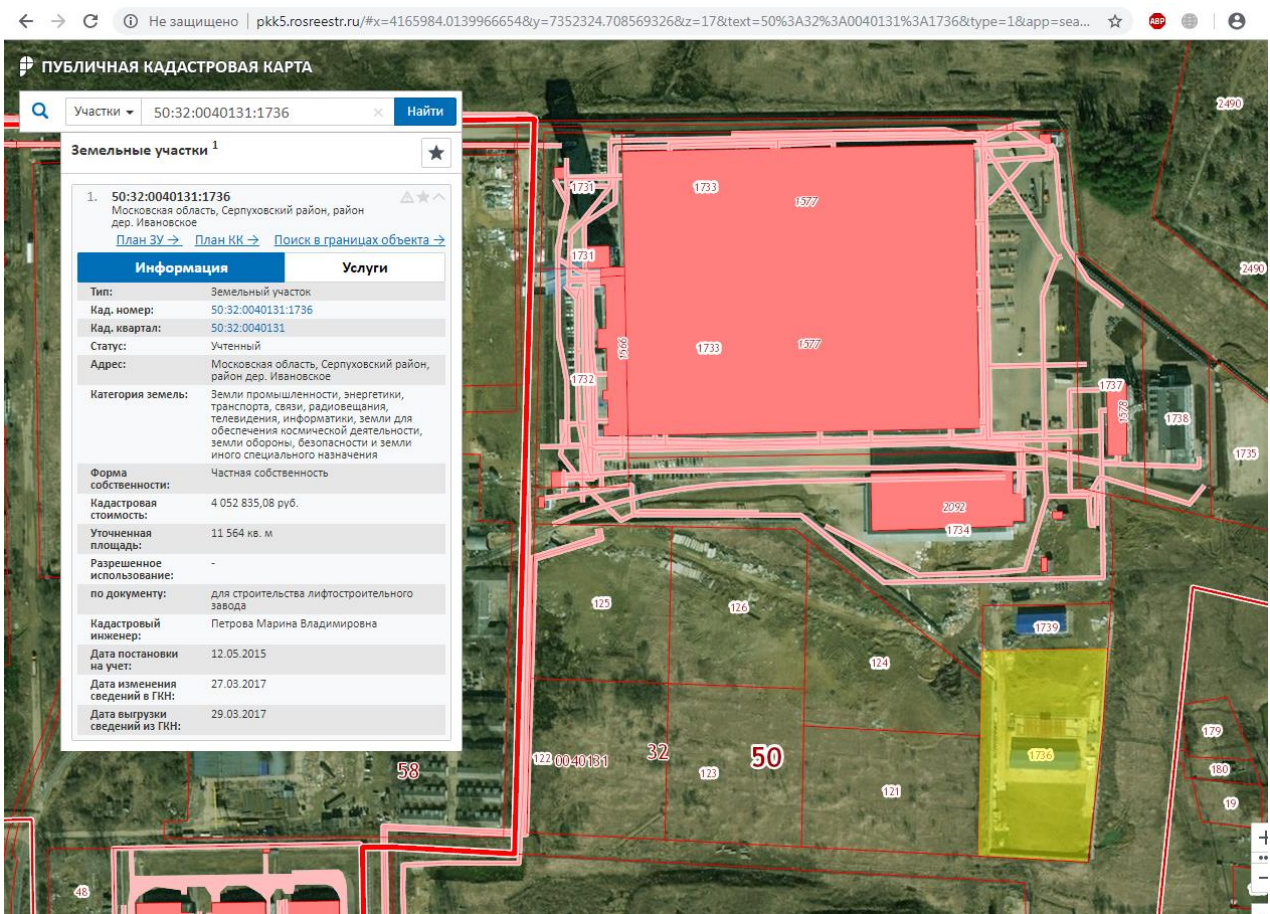 Не защищено | pkk5.rosreestr.ru/#x=4165984.0139966654&y=7352324.708569326&z=17&text=50%3A32%3A0040131%3A1736&type=1&app=sea...
ABP
ПУБЛИЧНАЯ КАДАСТРОВАЯ КАРТА
Участки 50:32:0040131:1736 × Найти
Земельные участки 1
1. 50:32:0040131:1736
Московская область, Серпуховский район, район
дер. Ивановское
План ЗУ → План КК → Поиск в границах объекта →
Информация Услуги
Тип: Земельный участок
Кад. номер: 50:32:0040131:1736
Кад. квартал: 50:32:0040131
Статус: Учтенный
Адрес: Московская область, Серпуховский район,
район дер. Ивановское
Категория земель: Земли промышленности, энергетики,
транспорта, связи, радиовещания,
телевидения, информатики, земли для
обеспечения космической деятельности,
земли обороны, безопасности и земли
иного специального назначения
Форма Частная собственность
собственности:
Кадастровая 4 052 835,08 руб.
стоимость:
Уточненная 11 564 кв. м
площадь:
Разрешенное -
использование:
по документу: для строительства лифтостроительного
завода
Кадастровый Петрова Марина Владимировна
инженер:
Дата постановки 12.05.2015
на учет:
Дата изменения 27.03.2017
сведений в ГКН:
Дата выгрузки 29.03.2017
сведений из ГКН:
2490
1731 1733 1577
1731 2490
1566 1733 1577
1732 1737
1578 1738
1735
2092
1734
125 126
1739
124
179
122 0040131 32 50 1736
58 123 180
121 19
48